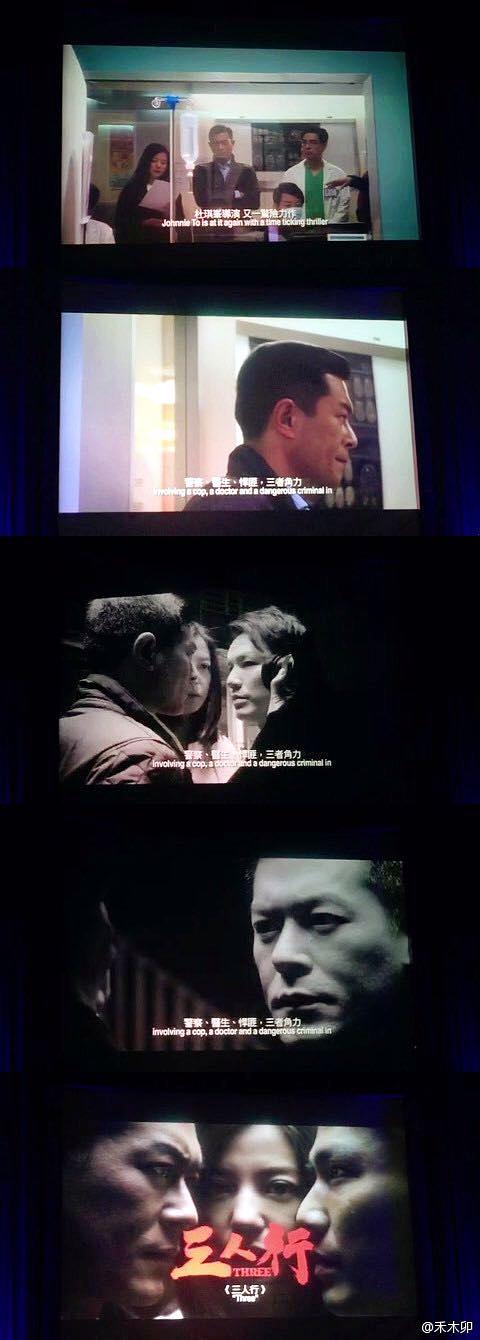 杜琪峯導演 又一驚險力作
Johnnie To is at it again with a time ticking thriller
警察、醫生、悍匪，三者角力
involving a cop, a doctor and a dangerous criminal in
警察、醫生、悍匪，三者角力
involving a cop, a doctor and a dangerous criminal in
警察、醫生、悍匪，三者角力
involving a cop, a doctor and a dangerous criminal in
三人行
THREE
《三人行》
"Three"
@禾木卯